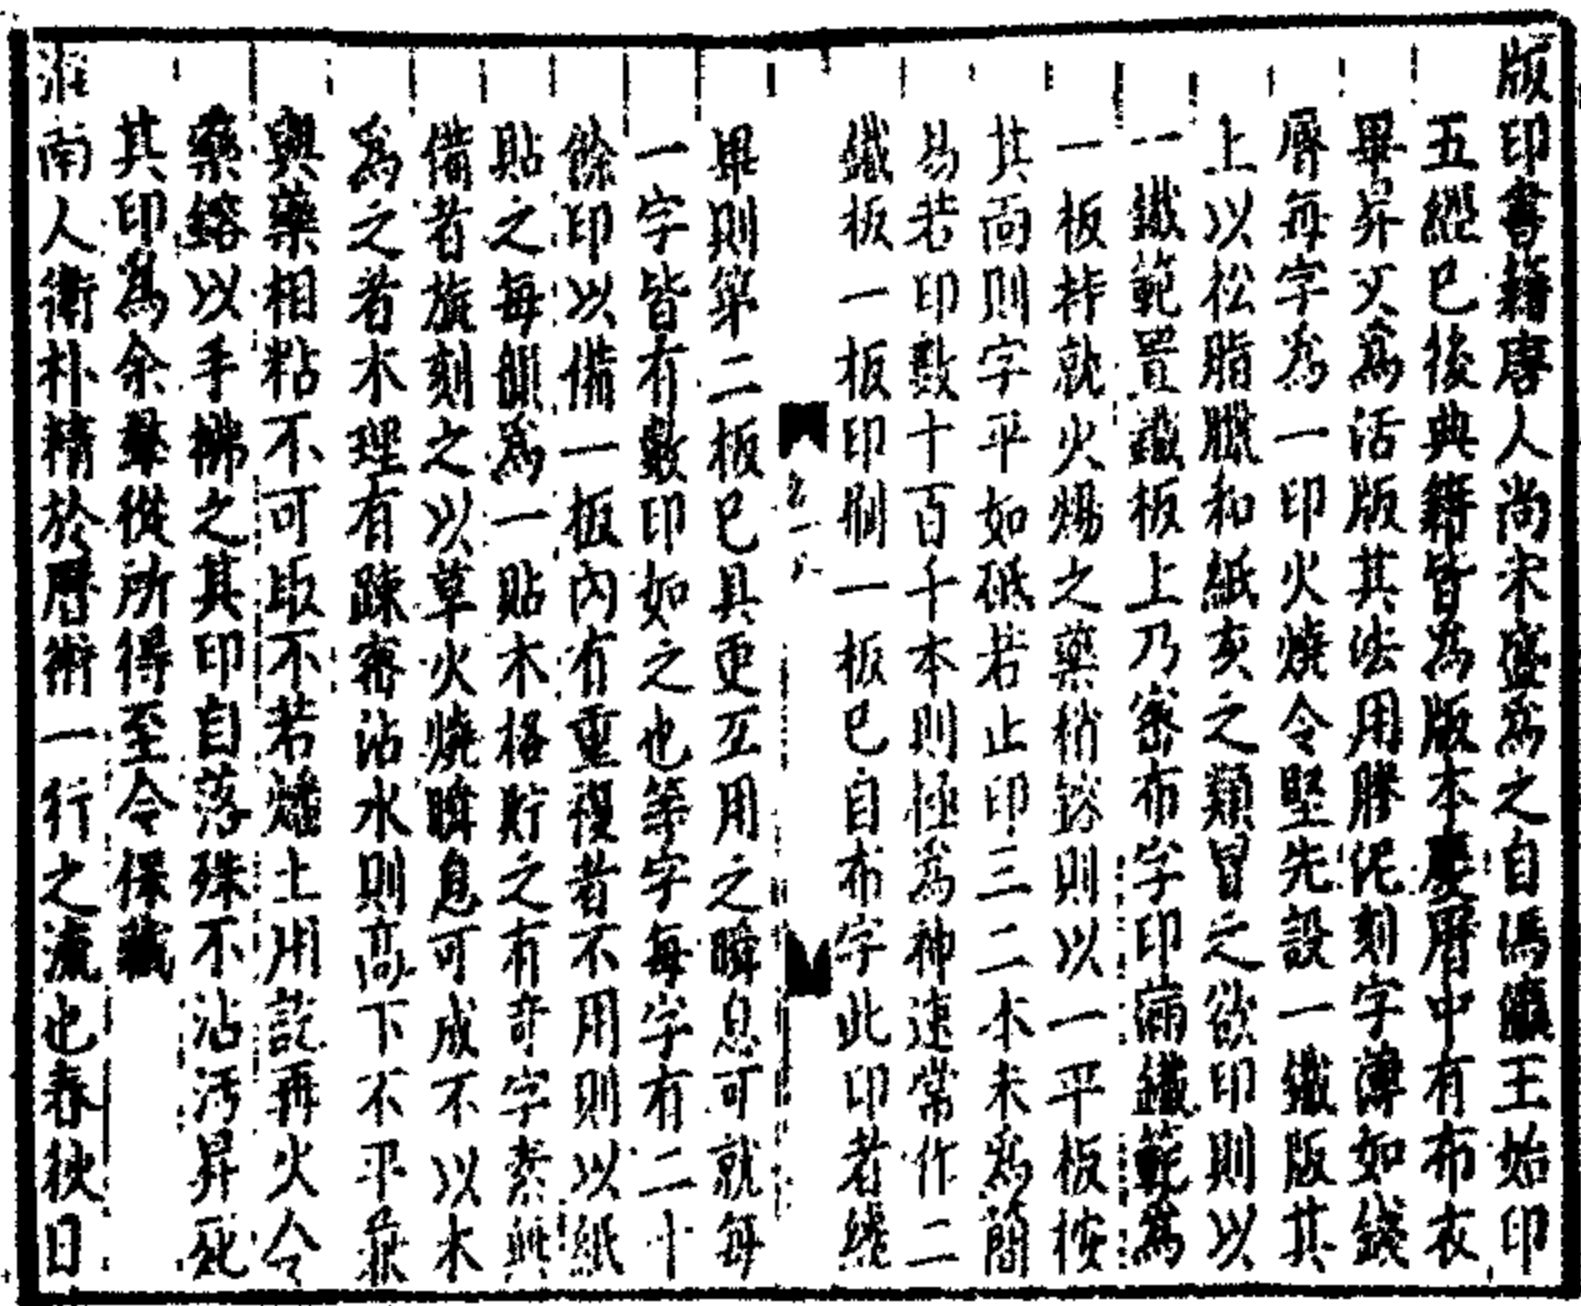 版印書籍唐人尚未盛爲之自馮瀛王始印
五經已後典籍皆爲版本慶曆中有布衣
畢昇又爲活版其法用膠泥刻字薄如錢
脣每字爲一印火燒令堅先設一鐵版其
上以松脂臘和紙灰之類冒之欲印則以
一鐵範置鐵板上乃密布字印滿鐵範爲
一板持就火煬之藥稍鎔則以一平板按
其面則字平如砥若止印三二本未爲簡
易若印數十百千本則極爲神速常作二
鐵板一板印刷一板已自布字此印者纔
畢則第二板已具更互用之瞬息可就每
一字皆有數印如之也等字每字有二十
餘印以備一板內有重複者不用則以紙
貼之每韻爲一貼木格貯之有奇字素無
備者旋刻之以草火燒瞬息可成不以木
爲之者木理有疎密沾水則高下不平兼
與藥相粘不可取不若燔土用訖再火令
藥鎔以手拂之其印自落殊不沾汚昇死
其印爲余羣從所得至今保藏
淮南人衛朴精於曆術一行之流也春秋日